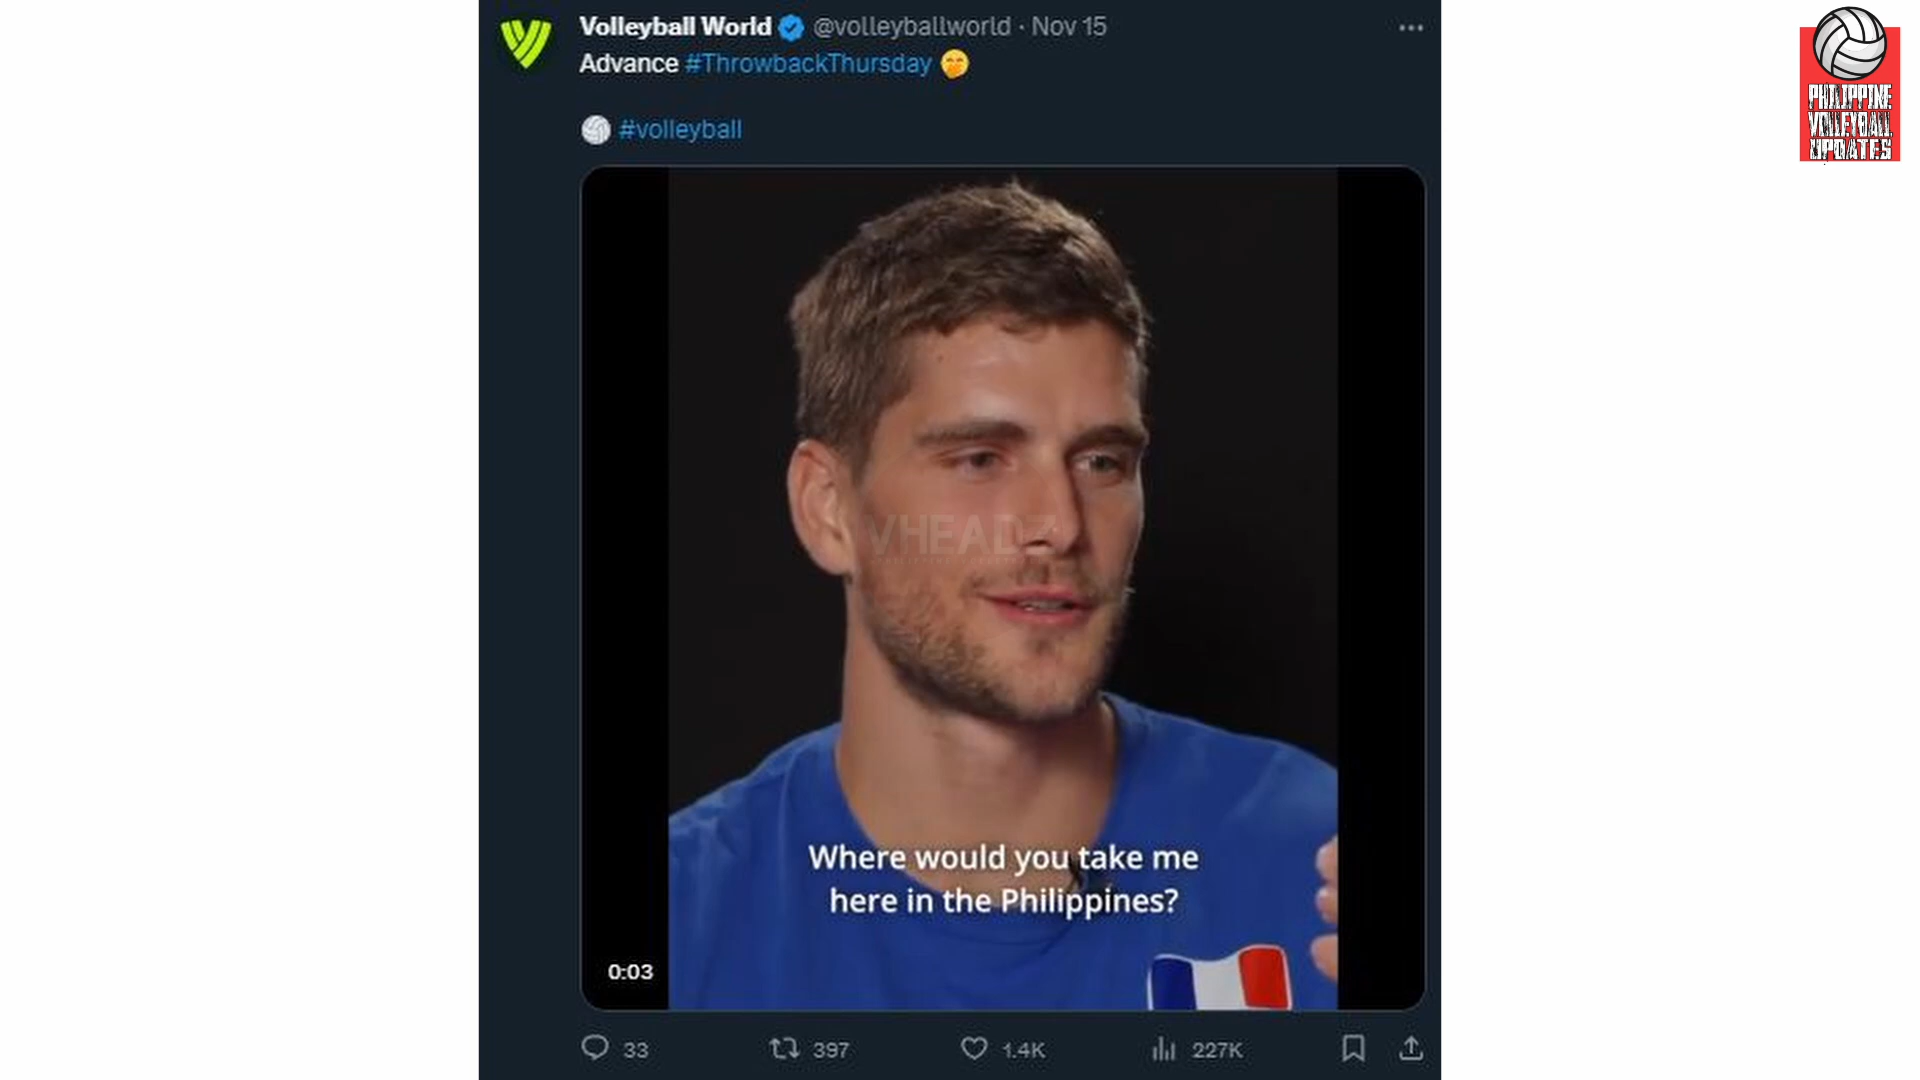 Volleyball World @volleyballworld · Nov 15
Advance #ThrowbackThursday
#volleyball
PHILIPPINE
VOLLEYBALL
UPDATES
VHEADZ
Where would you take me
here in the Philippines?
0:03
33 397 1.4K 227K